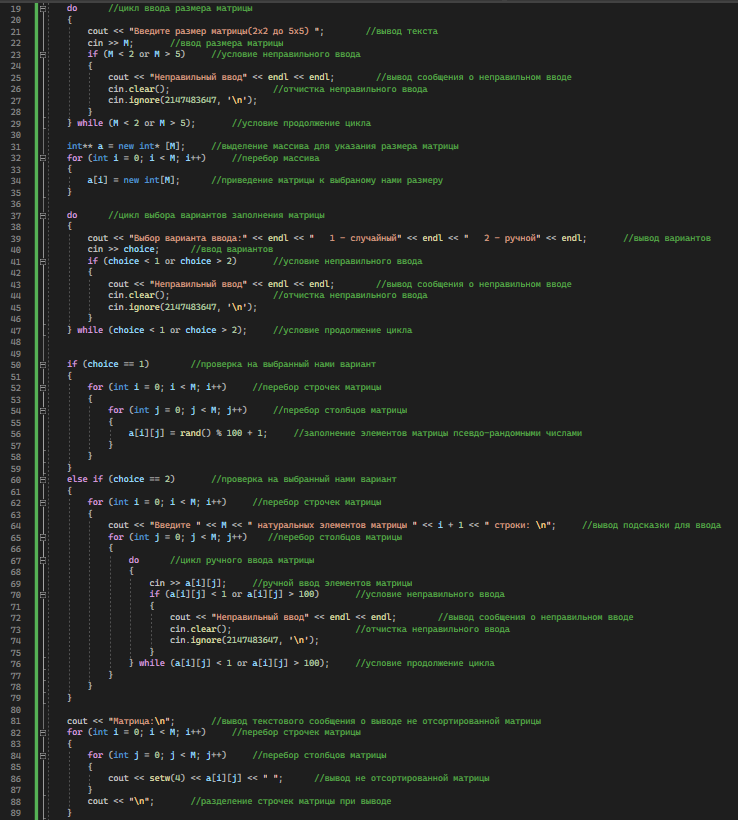 19 do //цикл ввода размера матрицы
20 {
21 cout << "Введите размер матрицы(2x2 до 5x5) "; //вывод текста
22 cin >> M; //ввод размера матрицы
23 if (M < 2 or M > 5) //условие неправильного ввода
24 {
25 cout << "Неправильный ввод" << endl << endl; //вывод сообщения о неправильном вводе
26 cin.clear(); //отчистка неправильного ввода
27 cin.ignore(2147483647, '\n');
28 }
29 } while (M < 2 or M > 5); //условие продолжение цикла
30
31 int** a = new int* [M]; //выделение массива для указания размера матрицы
32 for (int i = 0; i < M; i++) //перебор массива
33 {
34 a[i] = new int[M]; //приведение матрицы к выбраному нами размеру
35 }
36
37 do //цикл выбора вариантов заполнения матрицы
38 {
39 cout << "Выбор варианта ввода:" << endl << "   1 - случайный" << endl << "   2 - ручной" << endl; //вывод вариантов
40 cin >> choice; //ввод вариантов
41 if (choice < 1 or choice > 2) //условие неправильного ввода
42 {
43 cout << "Неправильный ввод" << endl << endl; //вывод сообщения о неправильном вводе
44 cin.clear(); //отчистка неправильного ввода
45 cin.ignore(2147483647, '\n');
46 }
47 } while (choice < 1 or choice > 2); //условие продолжение цикла
48
49
50 if (choice == 1) //проверка на выбранный нами вариант
51 {
52 for (int i = 0; i < M; i++) //перебор строчек матрицы
53 {
54 for (int j = 0; j < M; j++) //перебор столбцов матрицы
55 {
56 a[i][j] = rand() % 100 + 1; //заполнение элементов матрицы псевдо-рандомными числами
57 }
58 }
59 }
60 else if (choice == 2) //проверка на выбранный нами вариант
61 {
62 for (int i = 0; i < M; i++) //перебор строчек матрицы
63 {
64 cout << "Введите " << M << " натуральных элементов матрицы " << i + 1 << " строки: \n"; //вывод подсказки для ввода
65 for (int j = 0; j < M; j++) //перебор столбцов матрицы
66 {
67 do //цикл ручного ввода матрицы
68 {
69 cin >> a[i][j]; //ручной ввод элементов матрицы
70 if (a[i][j] < 1 or a[i][j] > 100) //условие неправильного ввода
71 {
72 cout << "Неправильный ввод" << endl << endl; //вывод сообщения о неправильном вводе
73 cin.clear(); //отчистка неправильного ввода
74 cin.ignore(2147483647, '\n');
75 }
76 } while (a[i][j] < 1 or a[i][j] > 100); //условие продолжение цикла
77 }
78 }
79 }
80
81 cout << "Матрица:\n"; //вывод текстового сообщения о выводе не отсортированной матрицы
82 for (int i = 0; i < M; i++) //перебор строчек матрицы
83 {
84 for (int j = 0; j < M; j++) //перебор столбцов матрицы
85 {
86 cout << setw(4) << a[i][j] << " "; //вывод не отсортированной матрицы
87 }
88 cout << "\n"; //разделение строчек матрицы при выводе
89 }